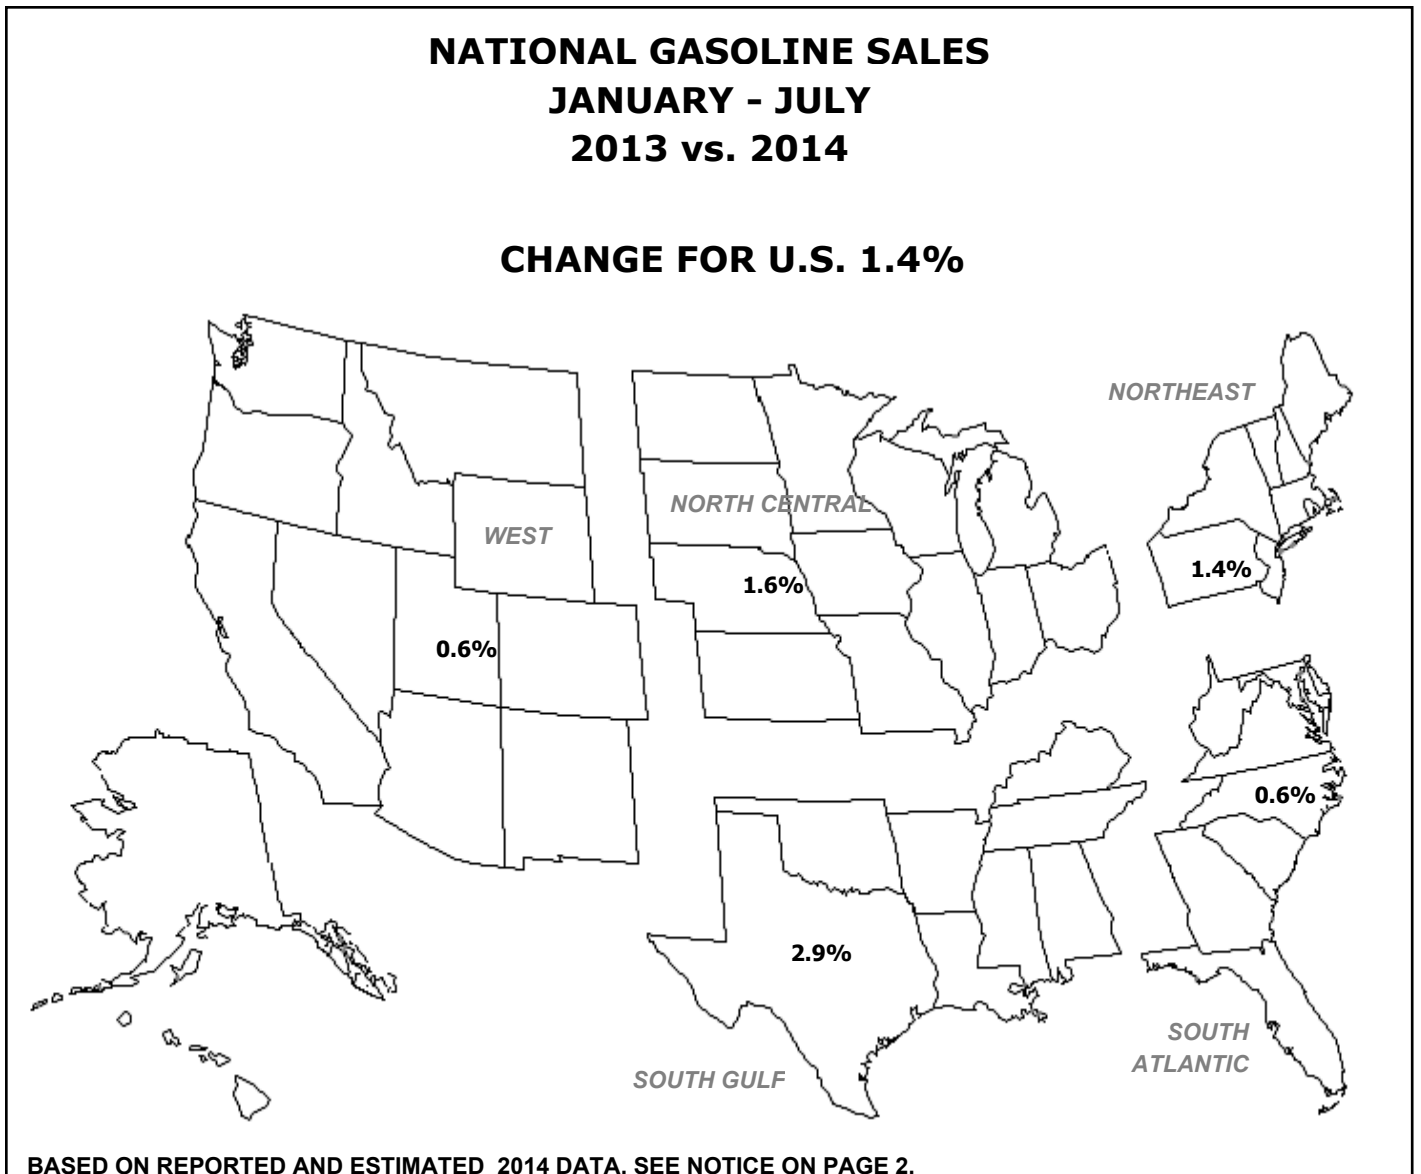 NATIONAL GASOLINE SALES
JANUARY - JULY
2013 vs. 2014
CHANGE FOR U.S. 1.4%
NORTHEAST
NORTH CENTRAL
WEST
1.4%
1.6%
0.6%
0.6%
2.9%
SOUTH
ATLANTIC
SOUTH GULF
BASED ON REPORTED AND ESTIMATED  2014 DATA. SEE NOTICE ON PAGE 2.